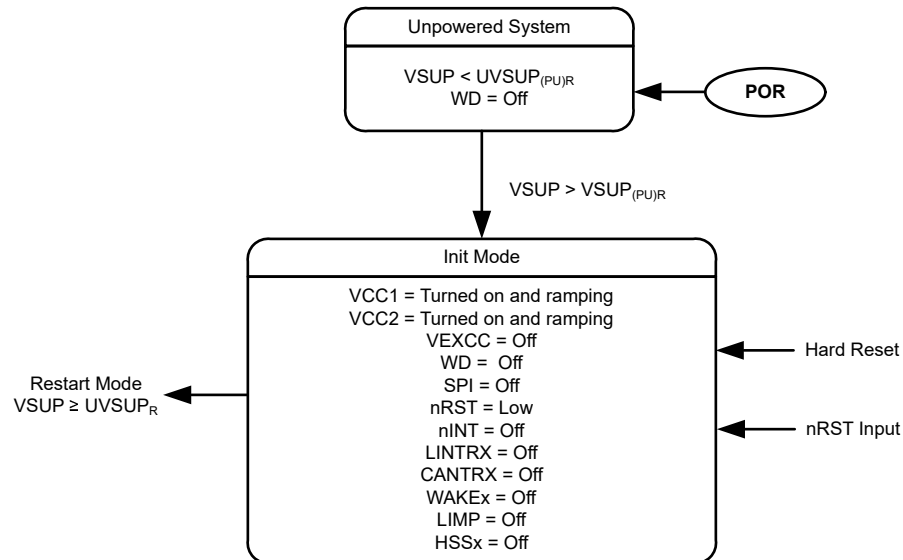 Unpowered System
VSUP < UVSUP(PU)R
WD = Off
POR
VSUP > VSUP(PU)R
Init Mode
VCC1 = Turned on and ramping
VCC2 = Turned on and ramping
VEXCC = Off
WD =  Off
SPI = Off
nRST = Low
nINT = Off
LINTRX = Off
CANTRX = Off
WAKEx = Off
LIMP = Off
HSSx = Off
Hard Reset
nRST Input
Restart Mode
VSUP ≥ UVSUPR